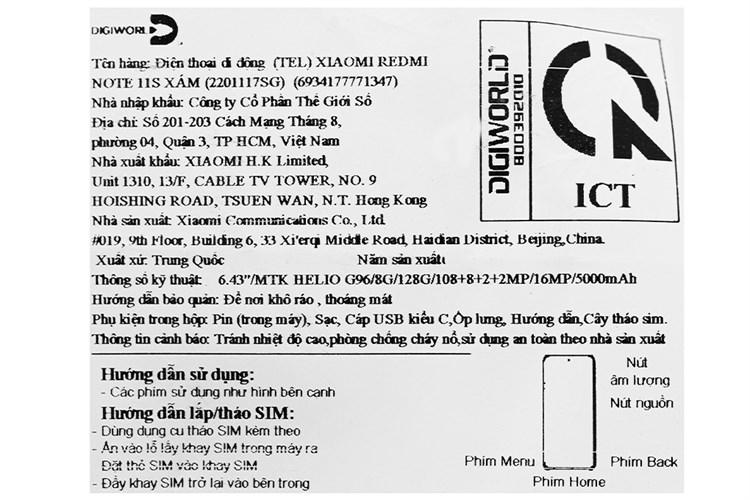 DIGIWORLD
Tên hàng: Điện thoại di động (TEL) XIAOMI REDMI
NOTE 11S XÁM (2201117SG) (6934177771347)
Nhà nhập khẩu: Công ty Cổ Phần Thế Giới Số
Địa chỉ: Số 201-203 Cách Mạng Tháng 8,
phường 04, Quận 3, TP HCM, Việt Nam
Nhà xuất khẩu: XIAOMI H.K Limited,
Unit 1310, 13/F, CABLE TV TOWER, NO. 9
HOISHING ROAD, TSUEN WAN, N.T. Hong Kong
Nhà sản xuất: Xiaomi Communications Co., Ltd.
#019, 9th Floor, Building 6, 33 Xi'erqi Middle Road, Haidian District, Beijing,China.
Xuất xứ: Trung Quốc Năm sản xuất:
Thông số kỹ thuật: 6.43"/MTK HELIO G96/8G/128G/108+8+2+2MP/16MP/5000mAh
Hướng dẫn bảo quản: Để nơi khô ráo , thoáng mát
Phụ kiện trong hộp: Pin (trong máy), Sạc, Cáp USB kiểu C,Ốp lưng, Hướng dẫn,Cây tháo sim.
Thông tin cảnh báo: Tránh nhiệt độ cao,phòng chống cháy nổ,sử dụng an toàn theo nhà sản xuất
DIGIWORLD
DID263008
ICT
Hướng dẫn sử dụng:
- Các phím sử dụng như hình bên cạnh
Hướng dẫn lắp/tháo SIM:
- Dùng dụng cụ tháo SIM kèm theo
- Ấn vào lỗ lấy khay SIM trong máy ra
Đặt thẻ SIM vào khay SIM
- Đẩy khay SIM trở lại vào bên trong
Nút
âm lượng
Nút nguồn
Phím Menu
Phím Back
Phím Home